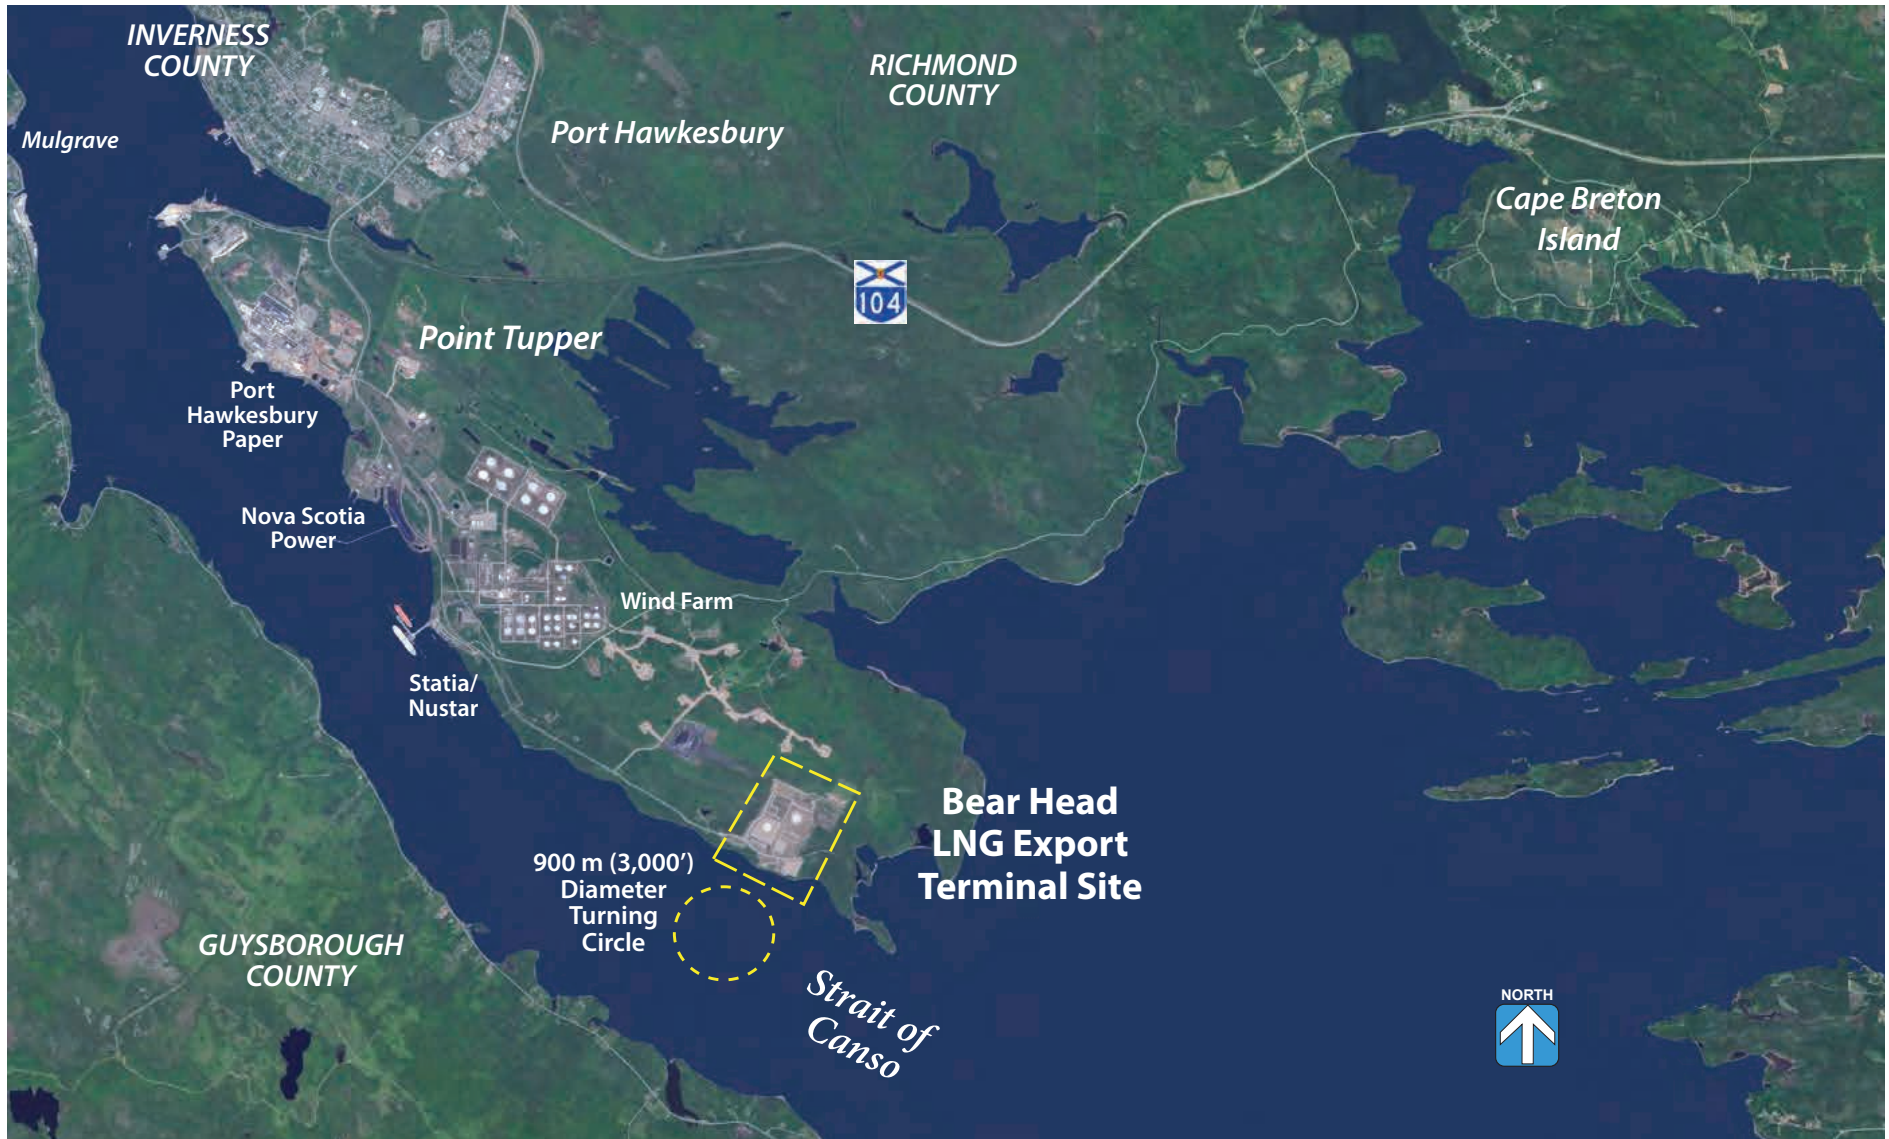 INVERNESS
COUNTY
RICHMOND
COUNTY
Mulgrave
Port Hawkesbury
Cape Breton
Island
104
Point Tupper
Port
Hawkesbury
Paper
Nova Scotia
Power
Wind Farm
Statia/
Nustar
Bear Head
LNG Export
Terminal Site
900 m (3,000’)
Diameter
Turning
Circle
GUYSBOROUGH
COUNTY
Strait of
Canso
NORTH